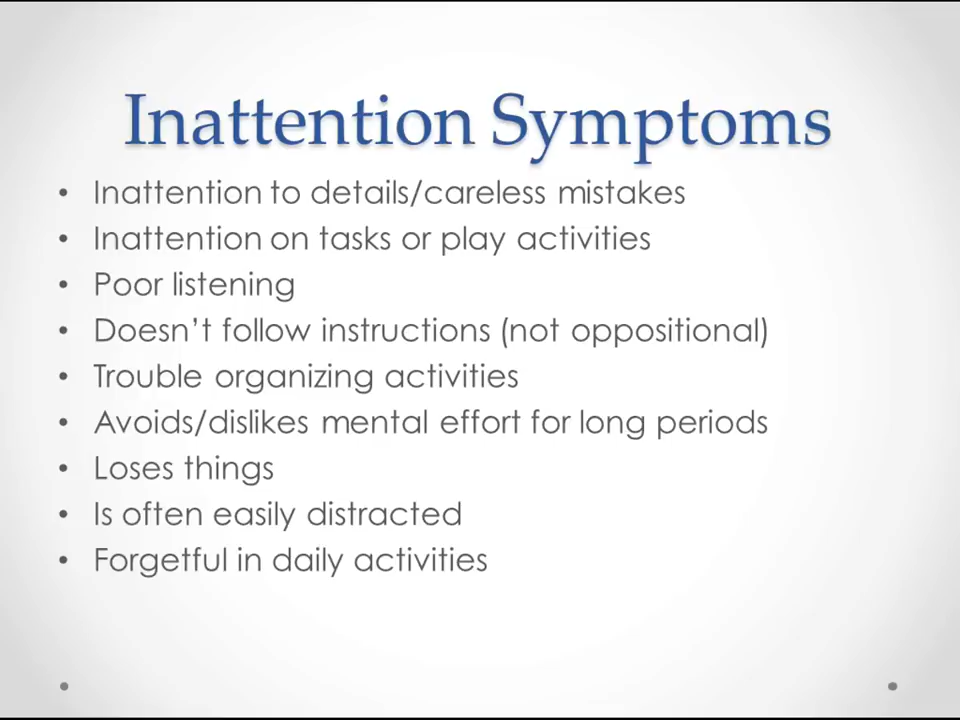 Inattention Symptoms
• Inattention to details/careless mistakes
• Inattention on tasks or play activities
• Poor listening
• Doesn’t follow instructions (not oppositional)
• Trouble organizing activities
• Avoids/dislikes mental effort for long periods
• Loses things
• Is often easily distracted
• Forgetful in daily activities